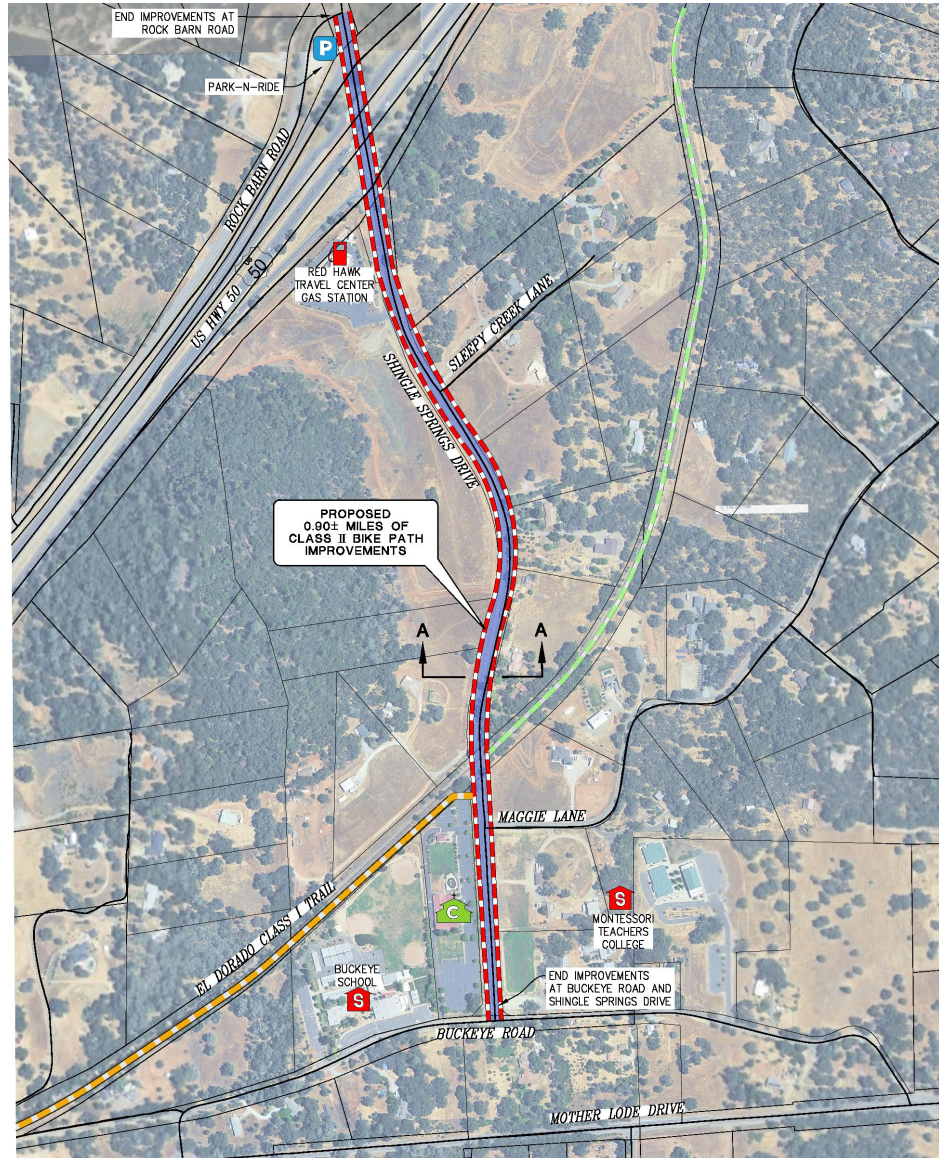 END IMPROVEMENTS AT
ROCK BARN ROAD
P
PARK-N-RIDE
ROCK BARN ROAD
US HWY 50
50
RED HAWK
TRAVEL CENTER
GAS STATION
SLEEPY CREEK LANE
SHINGLE SPRINGS DRIVE
PROPOSED
0.90± MILES OF
CLASS II BIKE PATH
IMPROVEMENTS
A
A
MAGGIE LANE
EL DORADO CLASS I TRAIL
C
S
MONTESSORI
TEACHERS
COLLEGE
BUCKEYE
SCHOOL
S
END IMPROVEMENTS
AT BUCKEYE ROAD AND
SHINGLE SPRINGS DRIVE
BUCKEYE ROAD
MOTHER LODE DRIVE